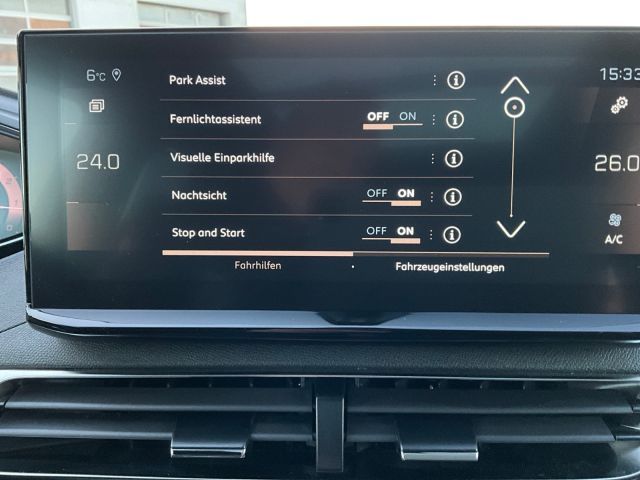 6°C 15:33
Park Assist
Fernlichtassistent OFF ON
24.0 Visuelle Einparkhilfe 26.0
Nachtsicht OFF ON
Stop and Start OFF ON
A/C
Fahrhilfen Fahrzeugeinstellungen